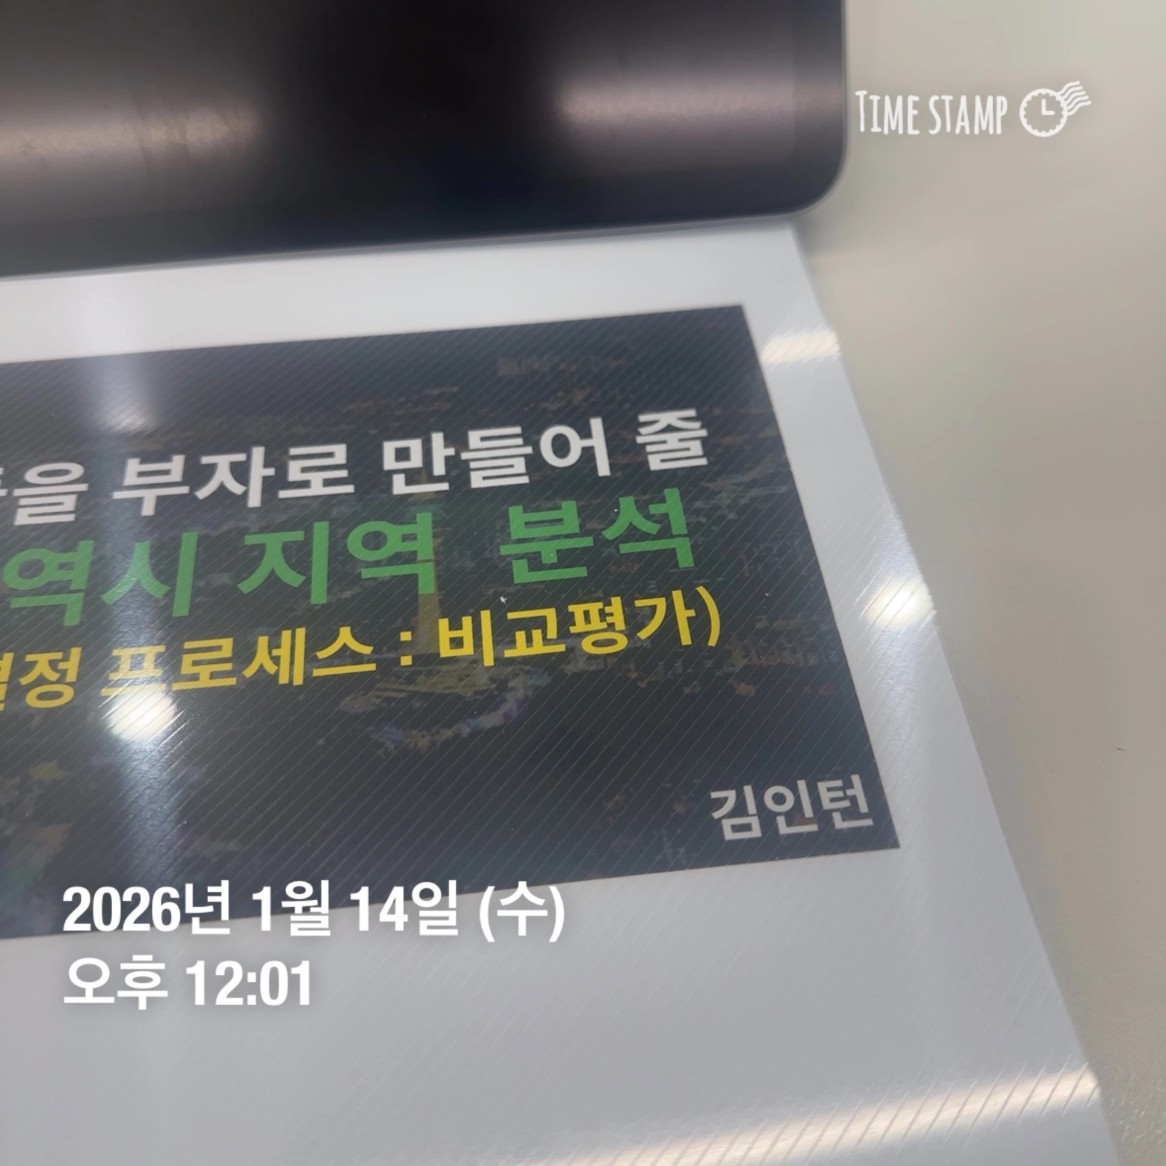 TIME STAMP
을 부자로 만들어 줄
역시 지역 분석
정 프로세스 : 비교평가)
김인턴
2026년 1월 14일 (수)
오후 12:01